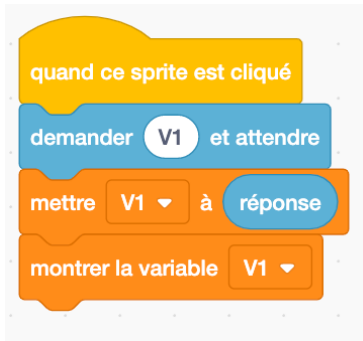 quand ce sprite est cliqué
demander V1 et attendre
mettre V1 à réponse
montrer la variable V1